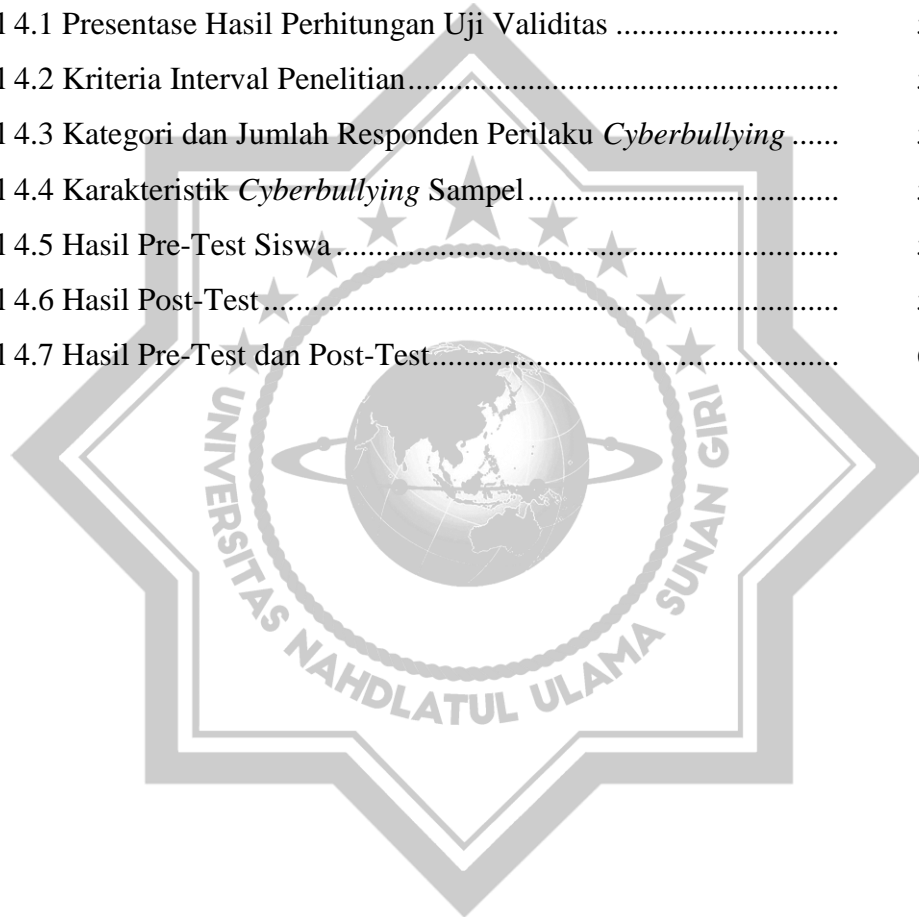 l 4.1 Presentase Hasil Perhitungan Uji Validitas ............................
l 4.2 Kriteria Interval Penelitian......................................................
l 4.3 Kategori dan Jumlah Responden Perilaku Cyberbullying ......
l 4.4 Karakteristik Cyberbullying Sampel.......................................
l 4.5 Hasil Pre-Test Siswa ...............................................................
l 4.6 Hasil Post-Test........................................................................
l 4.7 Hasil Pre-Test dan Post-Test...................................................
UNIVERSITAS NAHDLATUL ULAMA SUNAN GIRI